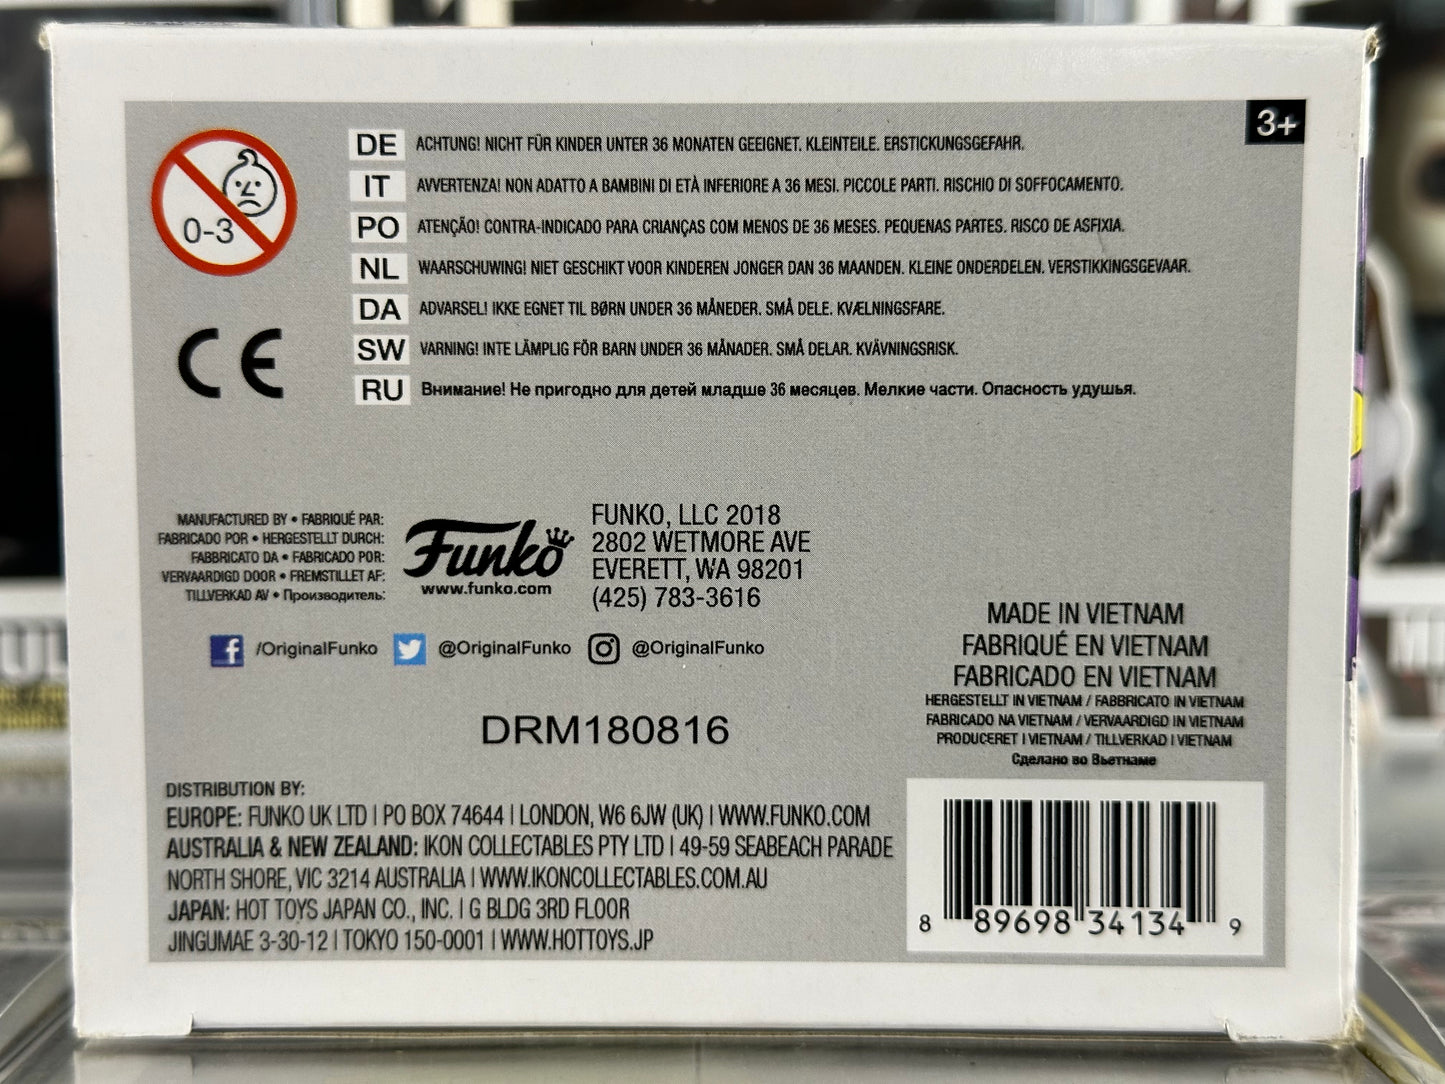 3+
0-3
DE ACHTUNG! NICHT FÜR KINDER UNTER 36 MONATEN GEEIGNET. KLEINTEILE. ERSTICKUNGSGEFAHR.
IT AVVERTENZA! NON ADATTO A BAMBINI DI ETÀ INFERIORE A 36 MESI. PICCOLE PARTI. RISCHIO DI SOFFOCAMENTO.
PO ATENÇÃO! CONTRA-INDICADO PARA CRIANÇAS COM MENOS DE 36 MESES. PEQUENAS PARTES. RISCO DE ASFIXIA.
NL WAARSCHUWING! NIET GESCHIKT VOOR KINDEREN JONGER DAN 36 MAANDEN. KLEINE ONDERDELEN. VERSTIKKINGSGEVAAR.
DA ADVARSEL! IKKE EGNET TIL BØRN UNDER 36 MÅNEDER. SMÅ DELE. KVÆLNINGSFARE.
SW VARNING! INTE LÄMPLIG FÖR BARN UNDER 36 MÅNADER. SMÅ DELAR. KVÄVNINGSRISK.
RU Внимание! Не пригодно для детей младше 36 месяцев. Мелкие части. Опасность удушья.
CE
MANUFACTURED BY • FABRIQUÉ PAR:
FABRICADO POR • HERGESTELLT DURCH:
FABBRICATO DA • FABRICADO POR:
VERVAARDIGD DOOR • FREMSTILLET AF:
TILLVERKAD AV • Производитель:
Funko
www.funko.com
FUNKO, LLC 2018
2802 WETMORE AVE
EVERETT, WA 98201
(425) 783-3616
/OriginalFunko @OriginalFunko @OriginalFunko
DRM180816
MADE IN VIETNAM
FABRIQUÉ EN VIETNAM
FABRICADO EN VIETNAM
HERGESTELLT IN VIETNAM / FABBRICATO IN VIETNAM
FABRICADO NA VIETNAM / VERVAARDIGD IN VIETNAM
PRODUCERET I VIETNAM / TILLVERKAD I VIETNAM
Сделано во Вьетнаме
DISTRIBUTION BY:
EUROPE: FUNKO UK LTD | PO BOX 74644 | LONDON, W6 6JW (UK) | WWW.FUNKO.COM
AUSTRALIA & NEW ZEALAND: IKON COLLECTABLES PTY LTD | 49-59 SEABEACH PARADE
NORTH SHORE, VIC 3214 AUSTRALIA | WWW.IKONCOLLECTABLES.COM.AU
JAPAN: HOT TOYS JAPAN CO., INC. | G BLDG 3RD FLOOR
JINGUMAE 3-30-12 | TOKYO 150-0001 | WWW.HOTTOYS.JP
8 89698 34134 9